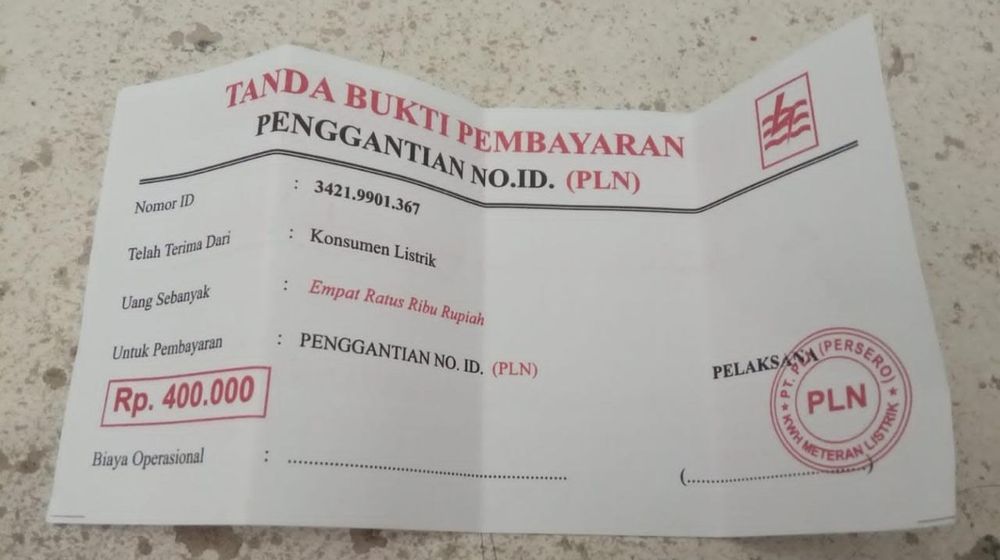 TANDA BUKTI PEMBAYARAN
PENGGANTIAN NO.ID. (PLN)
Nomor ID : 3421.9901.367
Telah Terima Dari : Konsumen Listrik
Uang Sebanyak : Empat Ratus Ribu Rupiah
Untuk Pembayaran : PENGGANTIAN NO. ID. (PLN)
Rp. 400.000
PELAKSANA
PT. PLN (PERSERO)
PLN
KWH METERAN LISTRIK
Biaya Operasional : ..........................................................
(......................................)